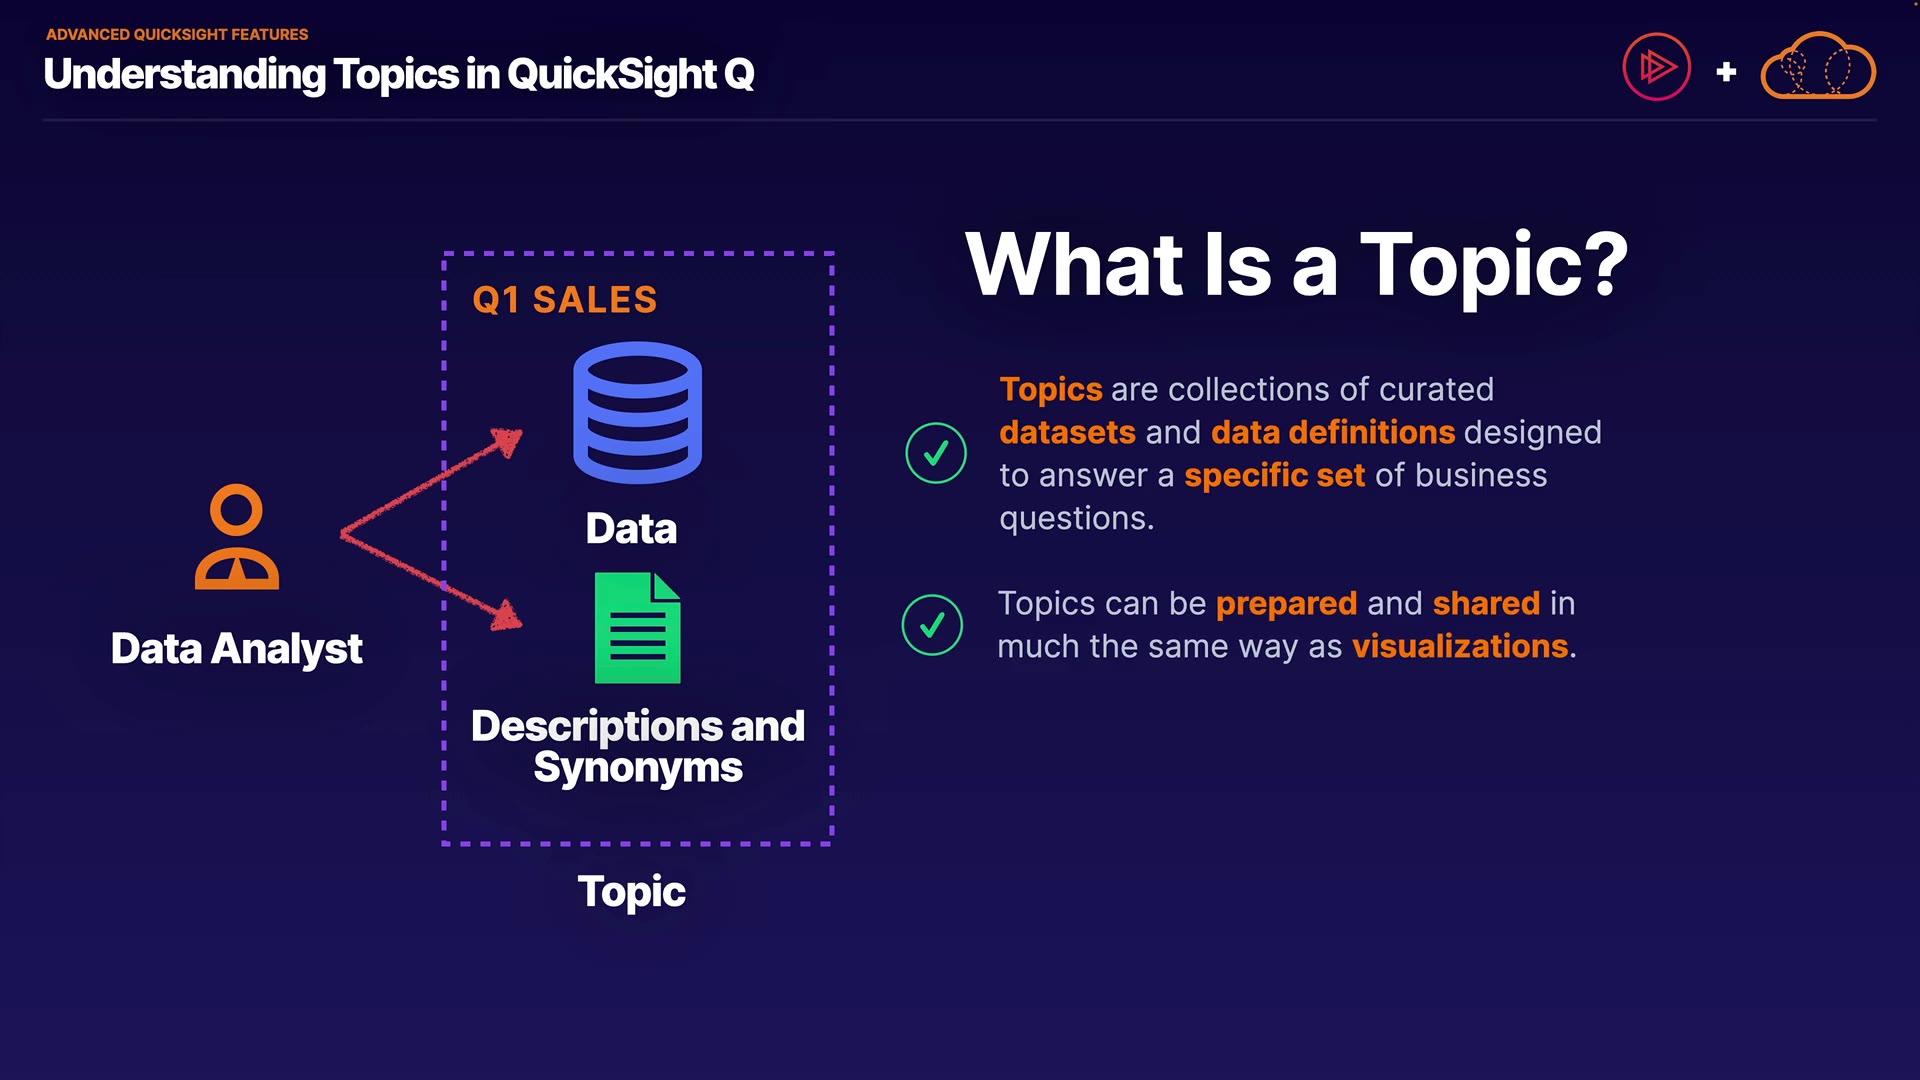 ADVANCED QUICKSIGHT FEATURES
Understanding Topics in QuickSight Q
+
Q1 SALES
Data
Descriptions and
Synonyms
Topic
Data Analyst
What Is a Topic?
Topics are collections of curated
datasets and data definitions designed
to answer a specific set of business
questions.
Topics can be prepared and shared in
much the same way as visualizations.